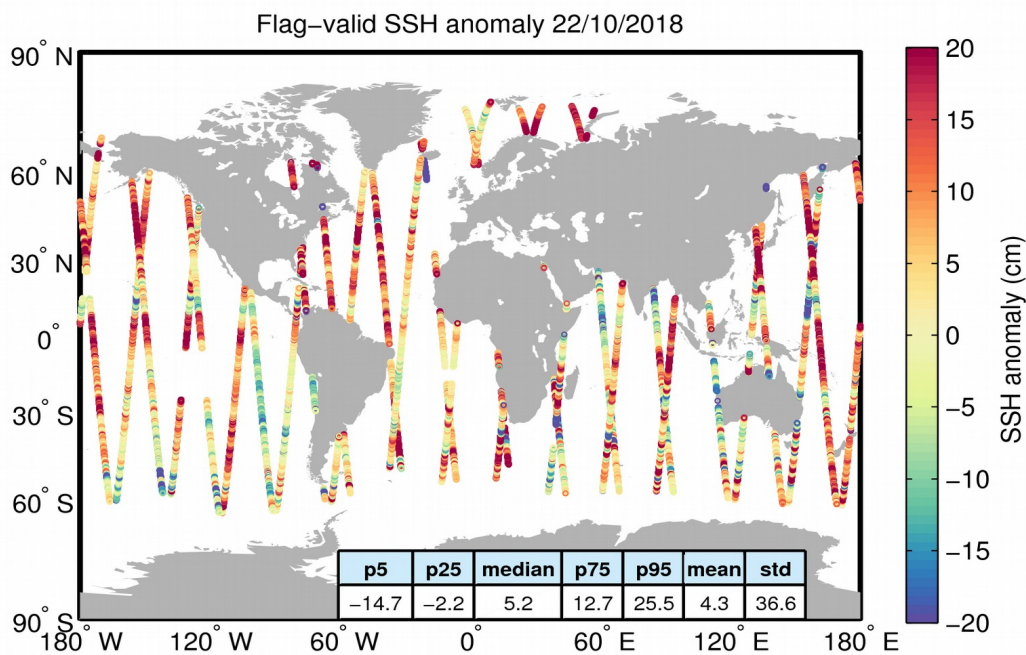 Flag−valid SSH anomaly 22/10/2018
90° N
60° N
30° N
0°
30° S
60° S
90° S
180° W
120° W
60° W
0°
60° E
120° E
180° E
p5 p25 median p75 p95 mean std
−14.7 −2.2 5.2 12.7 25.5 4.3 36.6
20
15
10
5
0
−5
−10
−15
−20
SSH anomaly (cm)